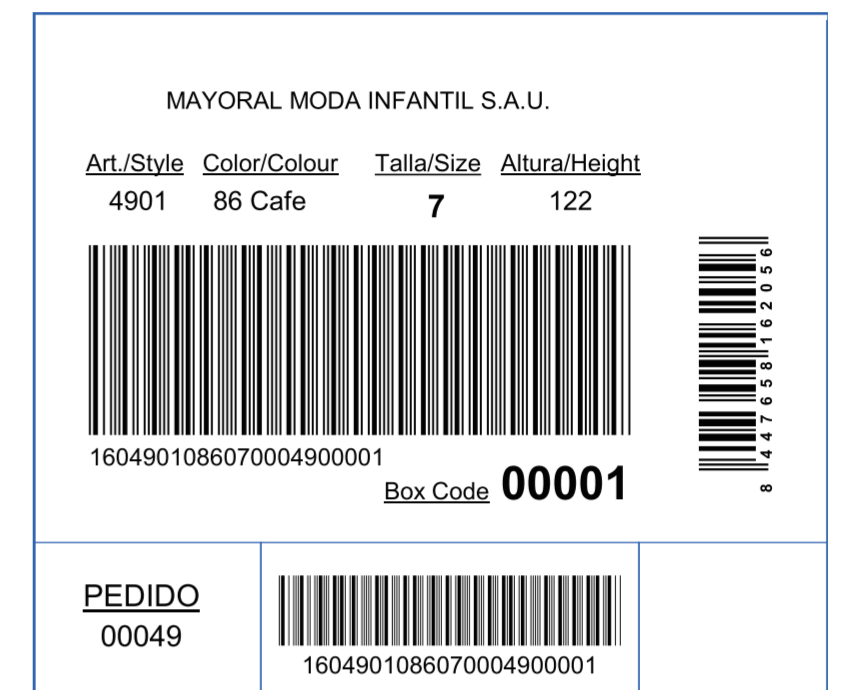 MAYORAL MODA INFANTIL S.A.U.
Art./Style Color/Colour Talla/Size Altura/Height
4901 86 Cafe 7 122
1604901086070004900001
Box Code 00001
8447658162056
PEDIDO
00049
1604901086070004900001